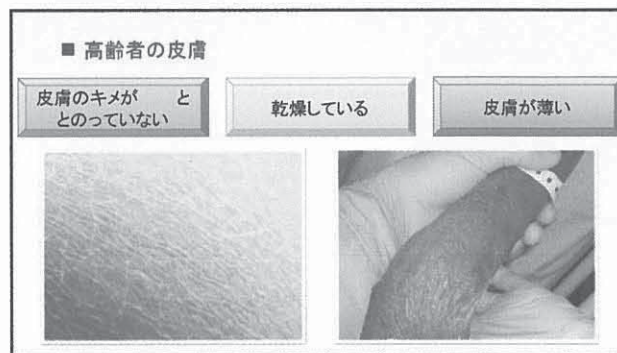 ■ 高齢者の皮膚
皮膚のキメが　　と
とのっていない
乾燥している
皮膚が薄い